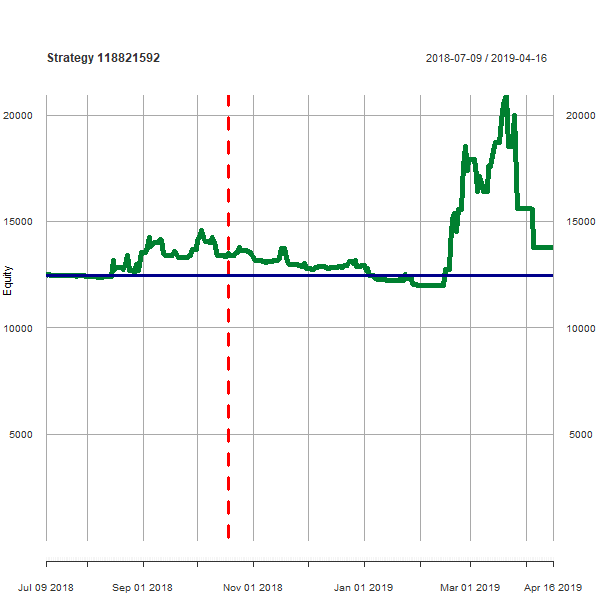 Strategy 118821592
2018-07-09 / 2019-04-16
20000 20000
15000 15000
Equity
10000 10000
5000 5000
Jul 09 2018 Sep 01 2018 Nov 01 2018 Jan 01 2019 Mar 01 2019 Apr 16 2019